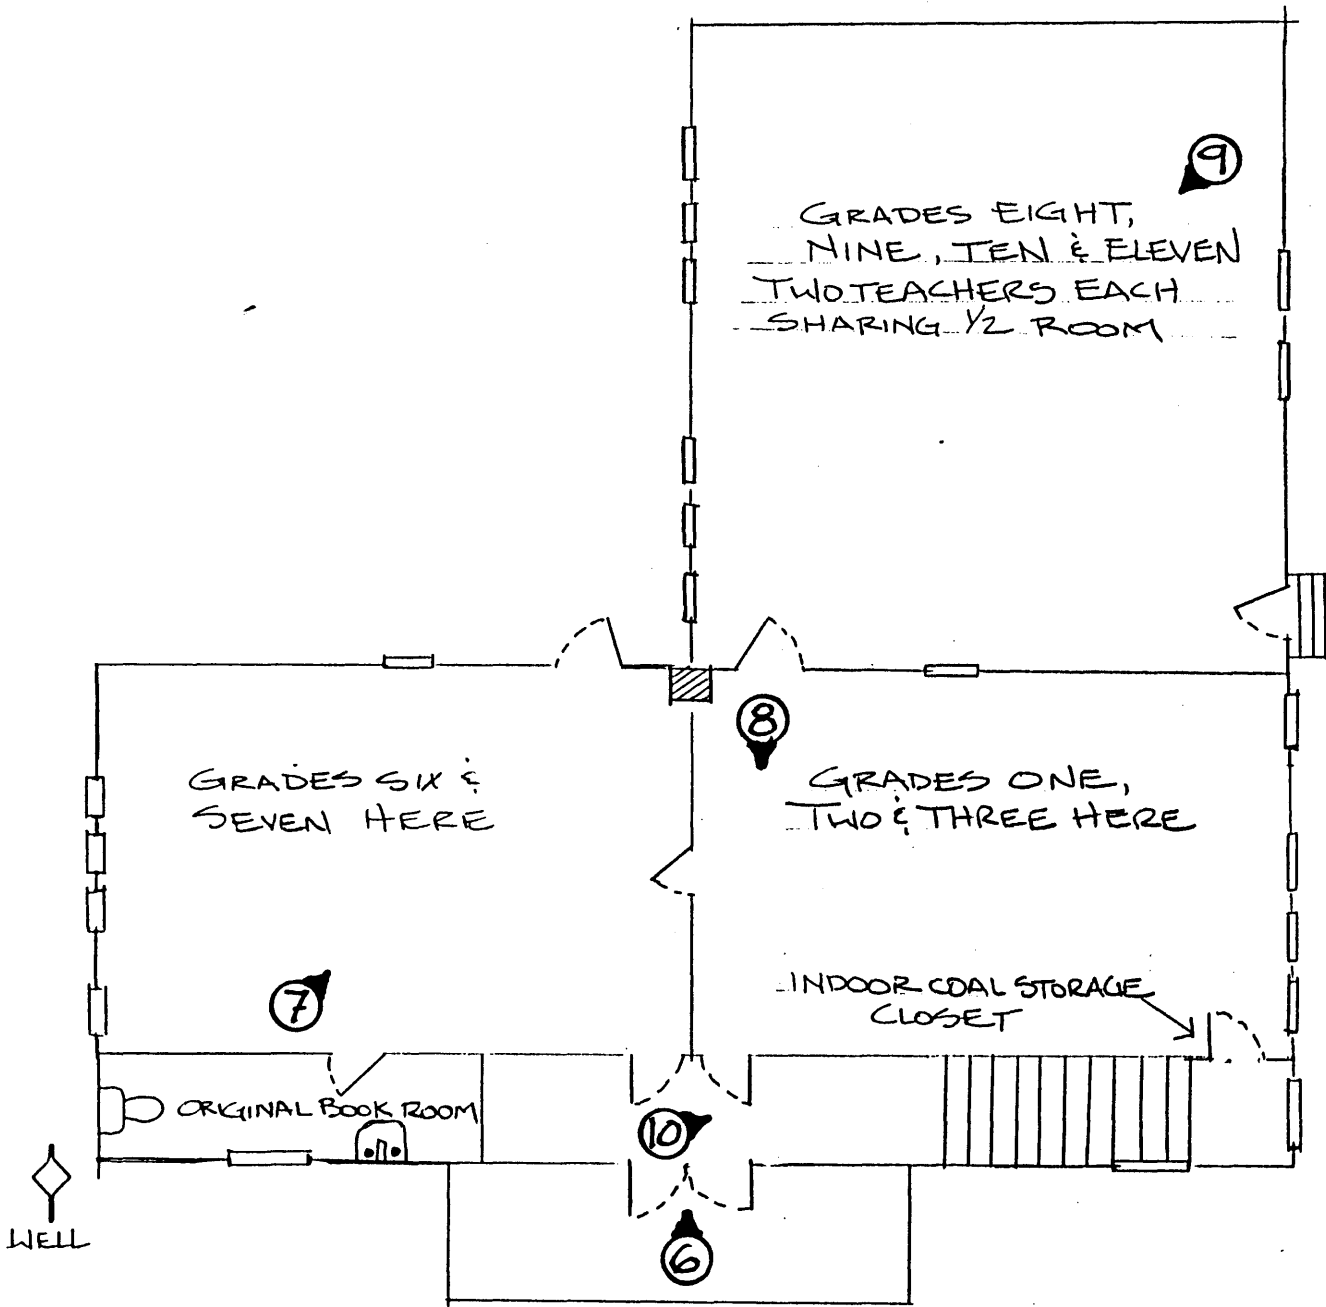 9
GRADES EIGHT,
NINE, TEN & ELEVEN
TWO TEACHERS EACH
SHARING 1/2 ROOM
8
GRADES SIX &
SEVEN HERE
GRADES ONE,
TWO & THREE HERE
7
INDOOR COAL STORAGE
CLOSET
ORIGINAL BOOK ROOM
10
WELL
6